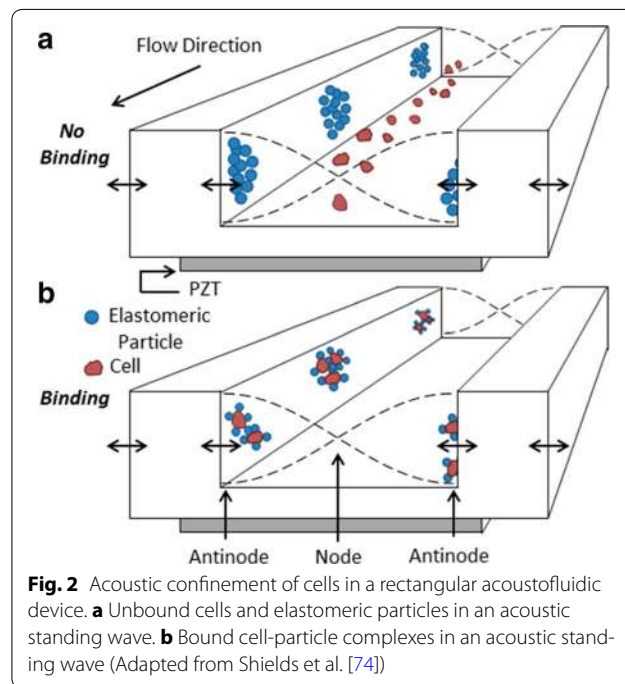 a
Flow Direction
No
Binding
PZT
b
Elastomeric
Particle
Cell
Binding
Antinode Node Antinode
Fig. 2 Acoustic confinement of cells in a rectangular acoustofluidic
device. a Unbound cells and elastomeric particles in an acoustic
standing wave. b Bound cell-particle complexes in an acoustic stand-
ing wave (Adapted from Shields et al. [74])